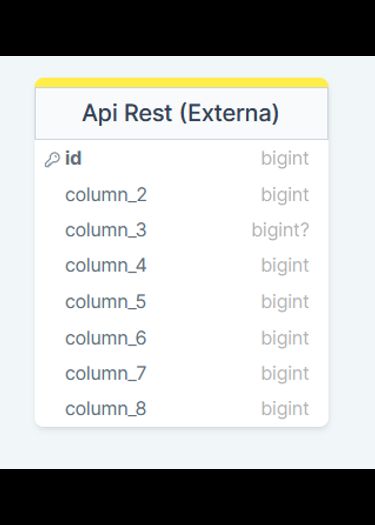 Api Rest (Externa)
id bigint
column_2 bigint
column_3 bigint?
column_4 bigint
column_5 bigint
column_6 bigint
column_7 bigint
column_8 bigint